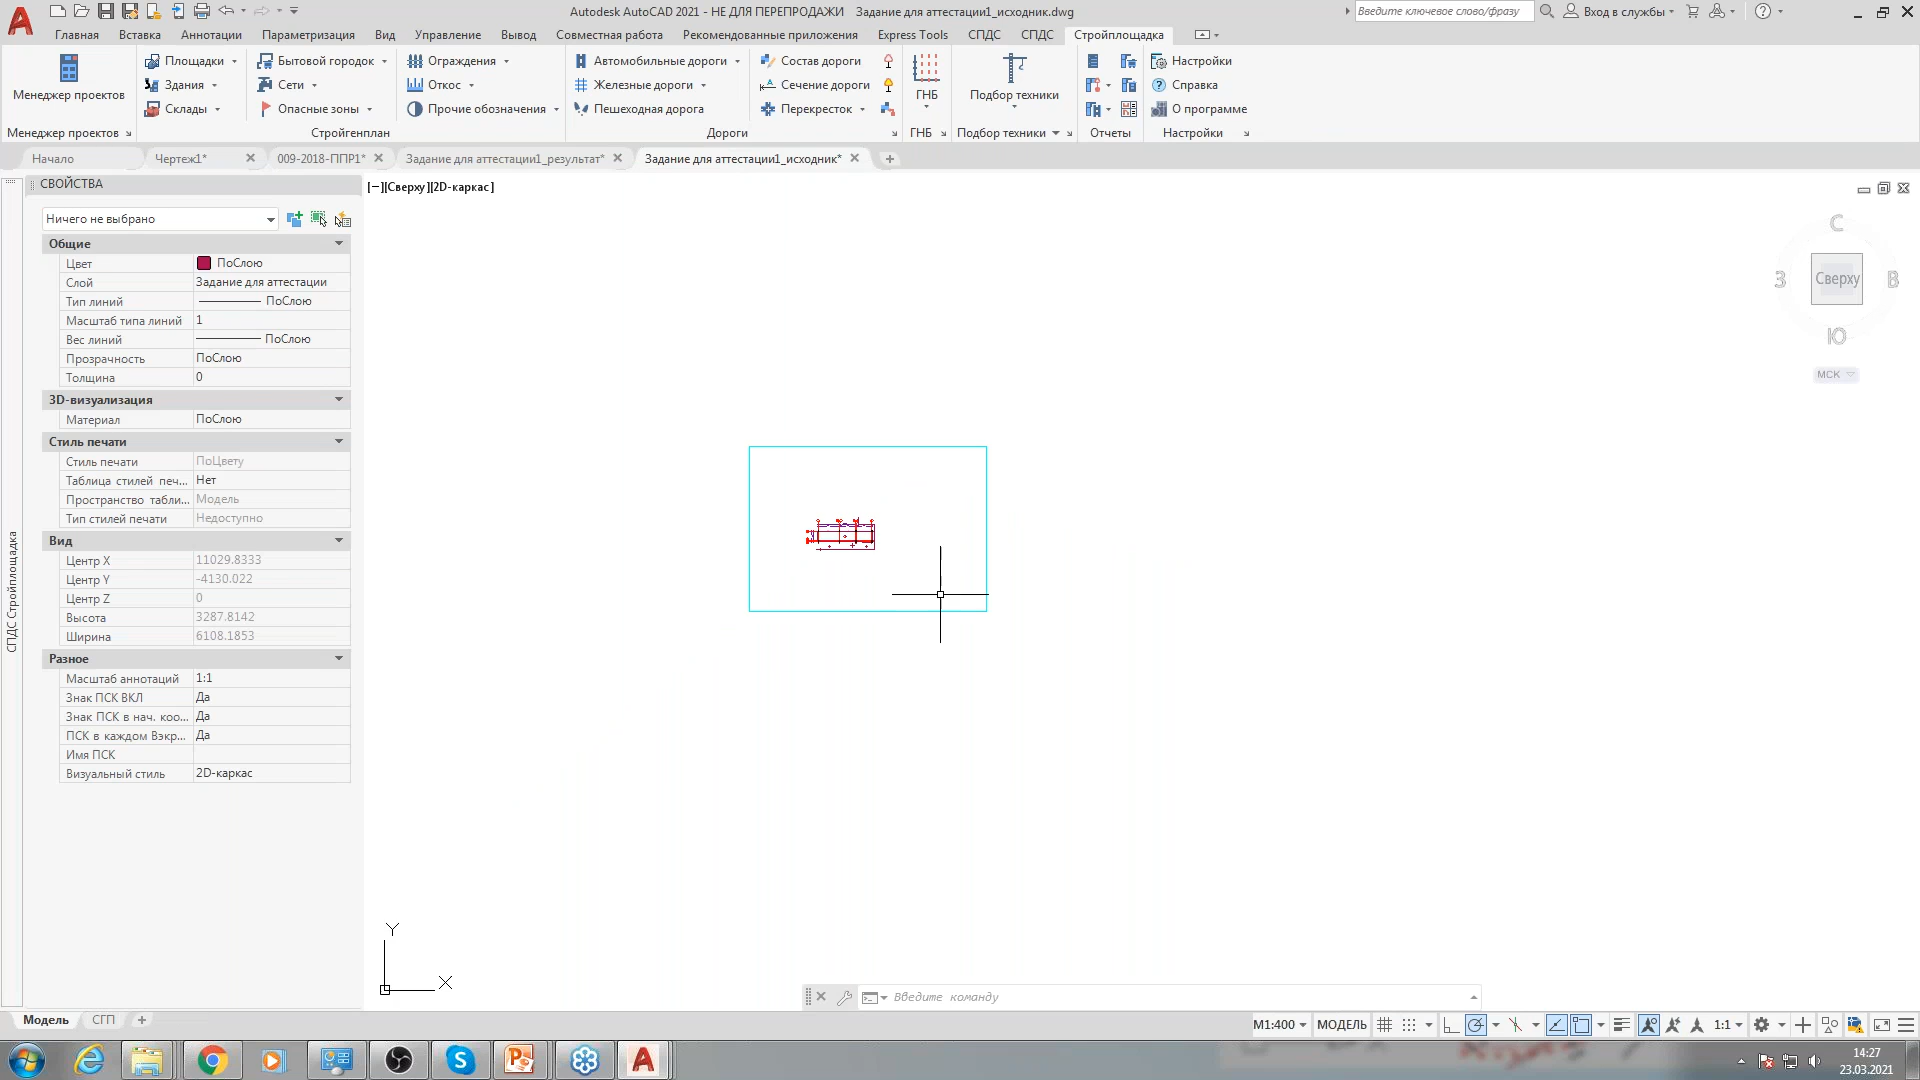 Autodesk AutoCAD 2021 - НЕ ДЛЯ ПЕРЕПРОДАЖИ Задание для аттестации1_исходник.dwg
Введите ключевое слово/фразу
Вход в службы
Главная Вставка Аннотации Параметризация Вид Управление Вывод Совместная работа Рекомендованные приложения Express Tools СПДС СПДС Стройплощадка
Площадки Бытовой городок Ограждения Автомобильные дороги Состав дороги Настройки
Здания Сети Откос Железные дороги Сечение дороги Справка
Менеджер проектов ГНБ Подбор техники
Склады Опасные зоны Прочие обозначения Пешеходная дорога Перекресток О программе
Менеджер проектов Стройгенплан Дороги ГНБ Подбор техники Отчеты Настройки
Начало Чертеж1* 009-2018-ППР1* Задание для аттестации1_результат* Задание для аттестации1_исходник*
СВОЙСТВА
[−][Сверху][2D-каркас]
Ничего не выбрано
Общие
Цвет ПоСлою
Слой Задание для аттестации
Тип линий ПоСлою
Масштаб типа линий 1
Вес линий ПоСлою
Прозрачность ПоСлою
Толщина 0
3D-визуализация
Материал ПоСлою
Стиль печати
Стиль печати ПоЦвету
Таблица стилей печ... Нет
Пространство табли... Модель
Тип стилей печати Недоступно
Вид
Центр X 11029.8333
Центр Y -4130.022
Центр Z 0
Высота 3287.8142
Ширина 6108.1853
Разное
Масштаб аннотаций 1:1
Знак ПСК ВКЛ Да
Знак ПСК в нач. коо... Да
ПСК в каждом Вэкр... Да
Имя ПСК
Визуальный стиль 2D-каркас
СПДС Стройплощадка
С
З Сверху В
Ю
МСК
Y
X
Введите команду
Модель СГП
М1:400 МОДЕЛЬ 1:1
14:27
23.03.2021